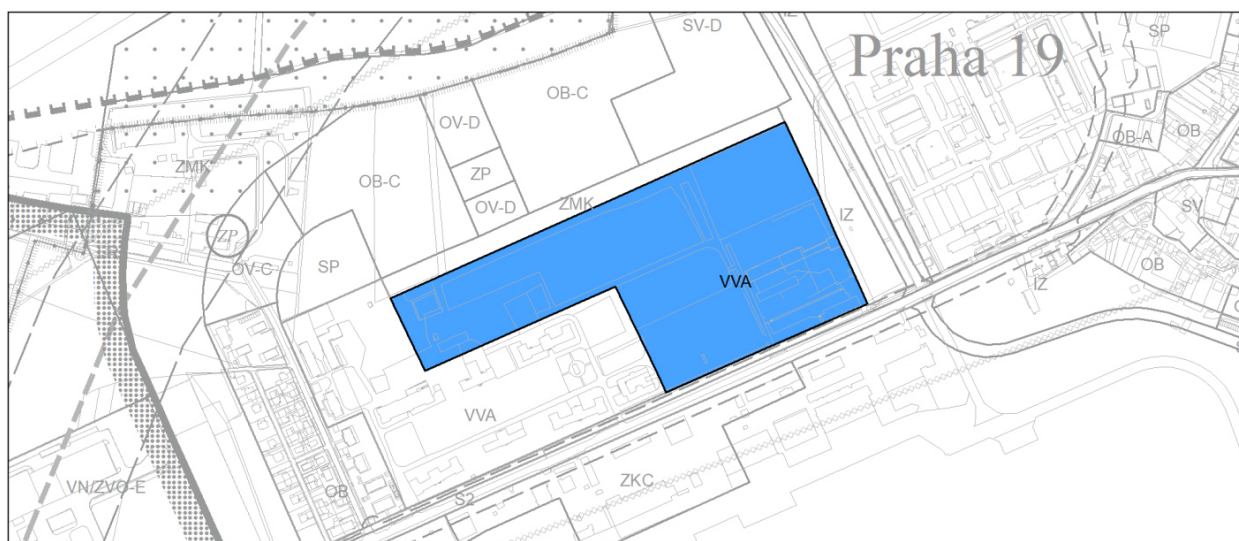 SV-D
IZ
Praha 19
SP
OB-C
OV-D
OB-A
OB
ZMK
OB-C
ZP
OV-D
ZMK
SV
ZP
IZ
OV-C
SP
OB
VVA
IZ
VVA
VN/ZVO-E
OB
S2
ZKC